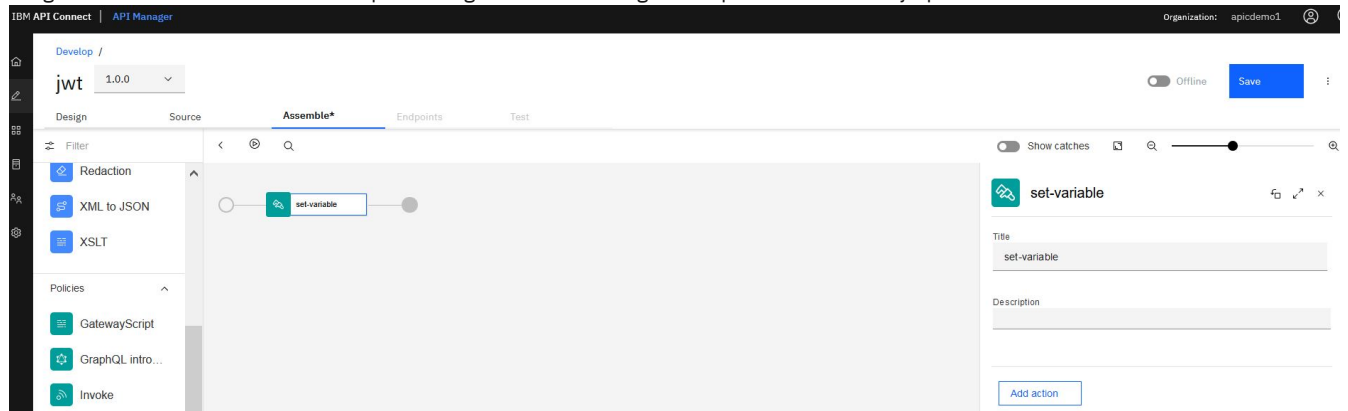 IBM API Connect | API Manager
Organization: apicdemo1
Develop /
jwt 1.0.0
Offline Save
Design Source Assemble* Endpoints Test
Filter
Show catches
Redaction
XML to JSON
XSLT
Policies
GatewayScript
GraphQL intro...
Invoke
set-variable
set-variable
Title
set-variable
Description
Add action